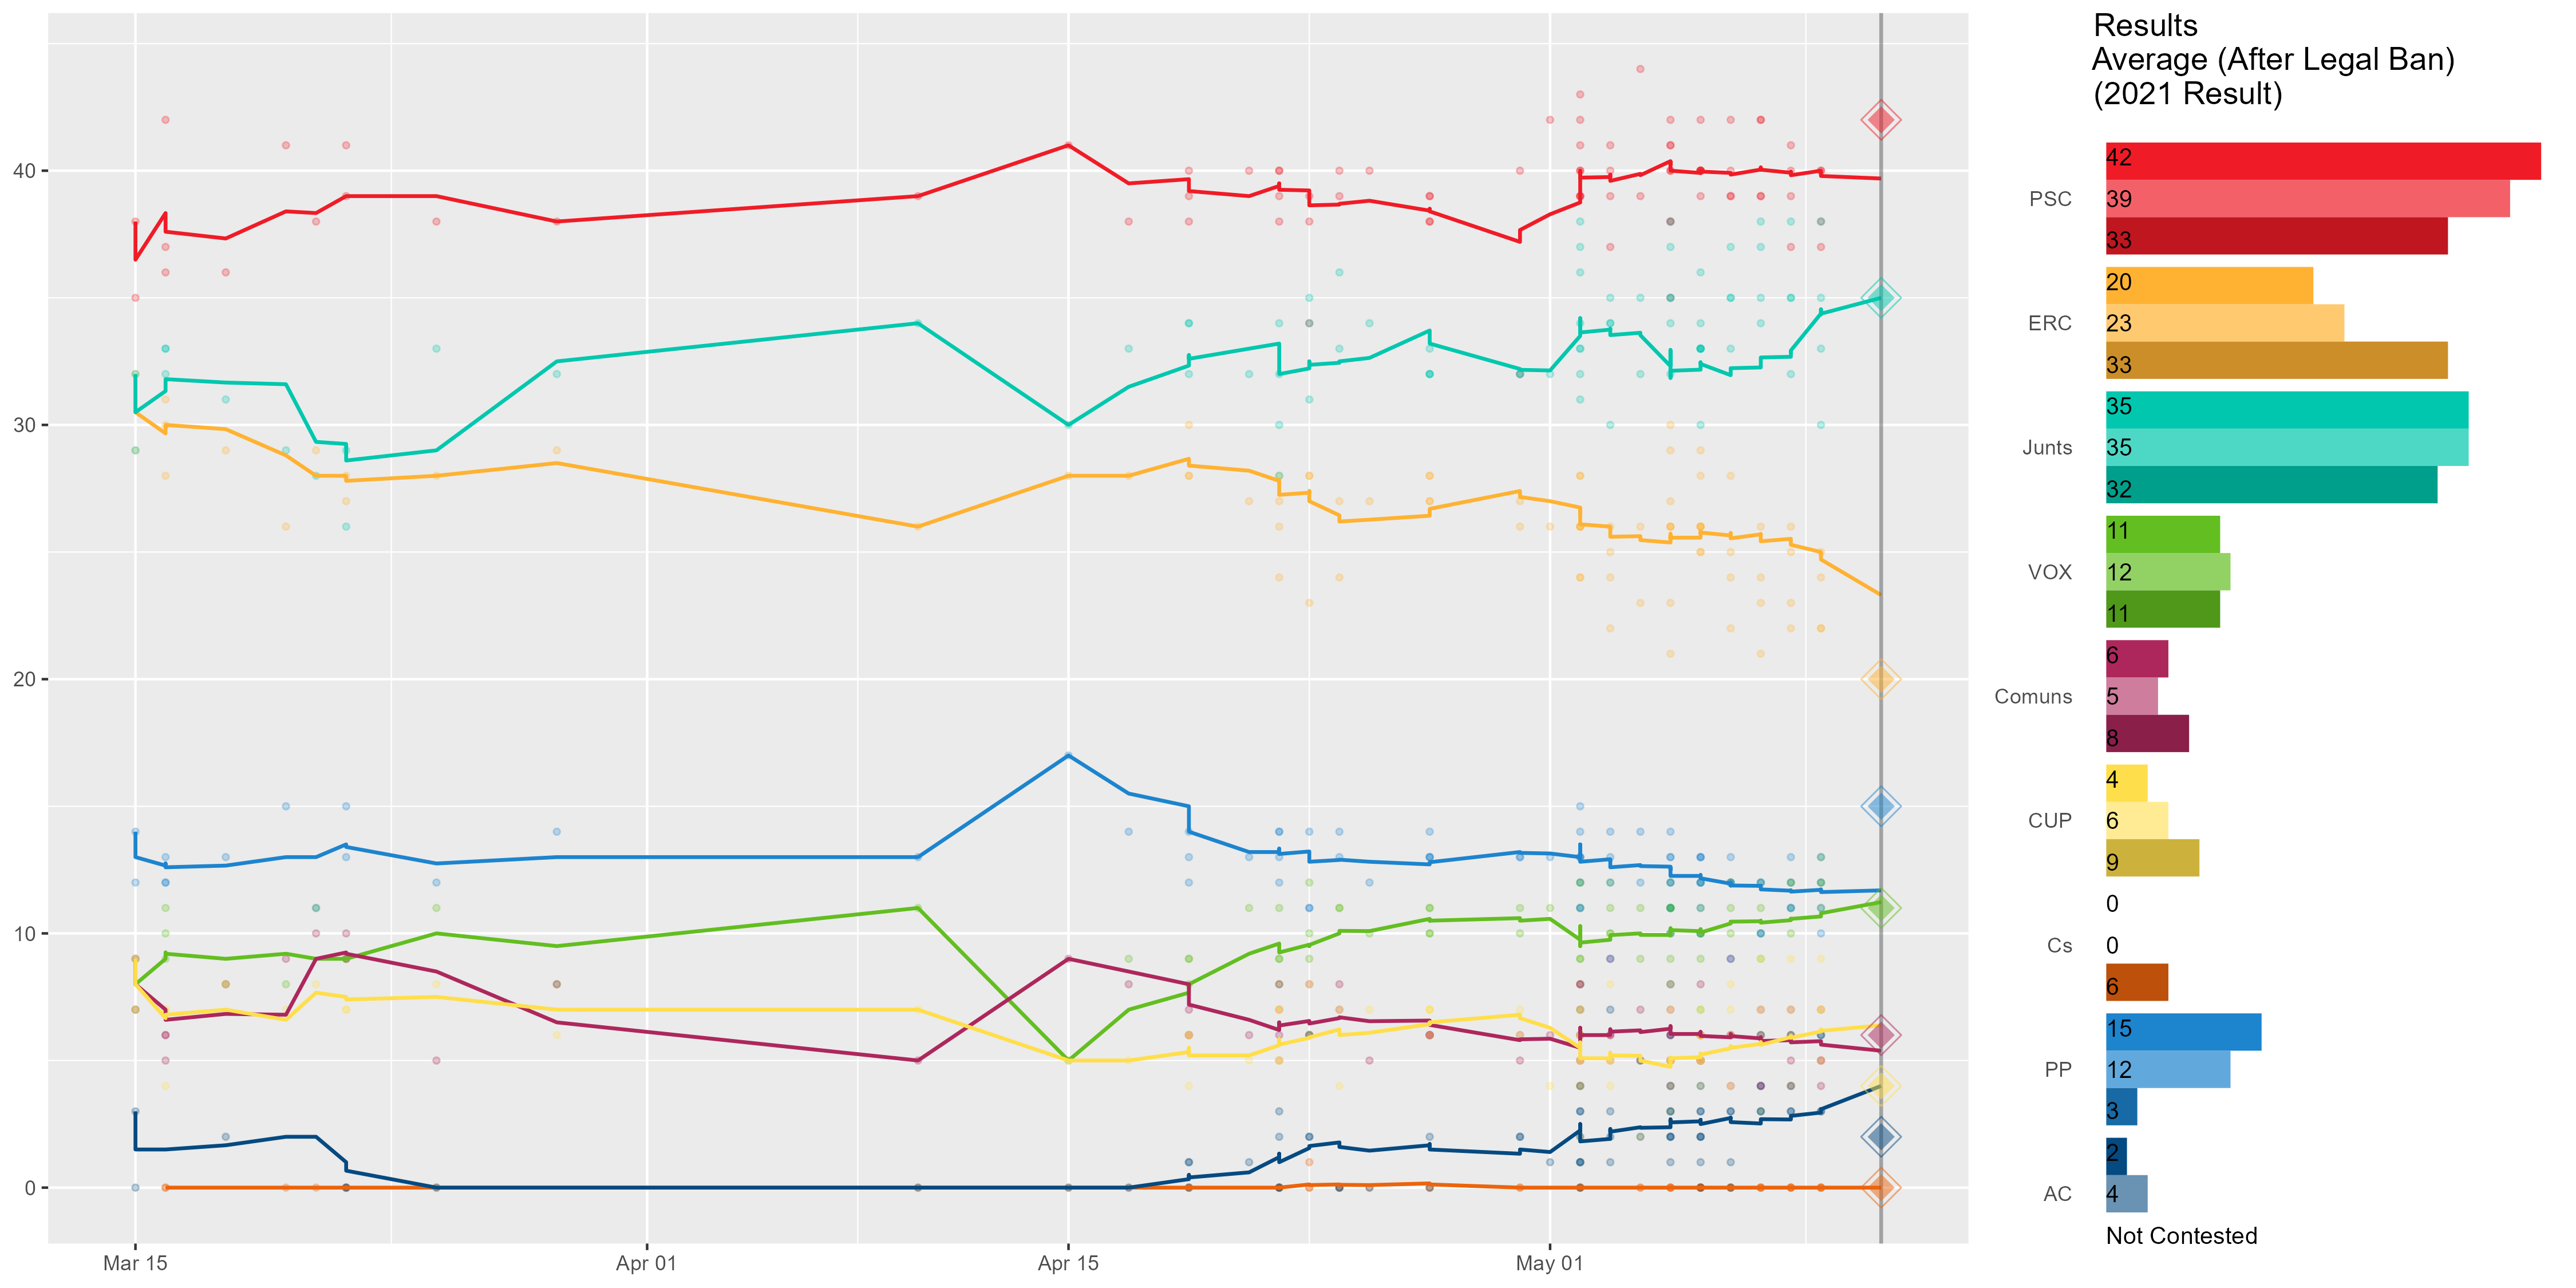 Results
Average (After Legal Ban)
(2021 Result)
40
30
20
10
0
Mar 15
Apr 01
Apr 15
May 01
PSC
42
39
33
ERC
20
23
33
Junts
35
35
32
VOX
11
12
11
Comuns
6
5
8
CUP
4
6
9
Cs
0
0
6
PP
15
12
3
AC
2
4
Not Contested